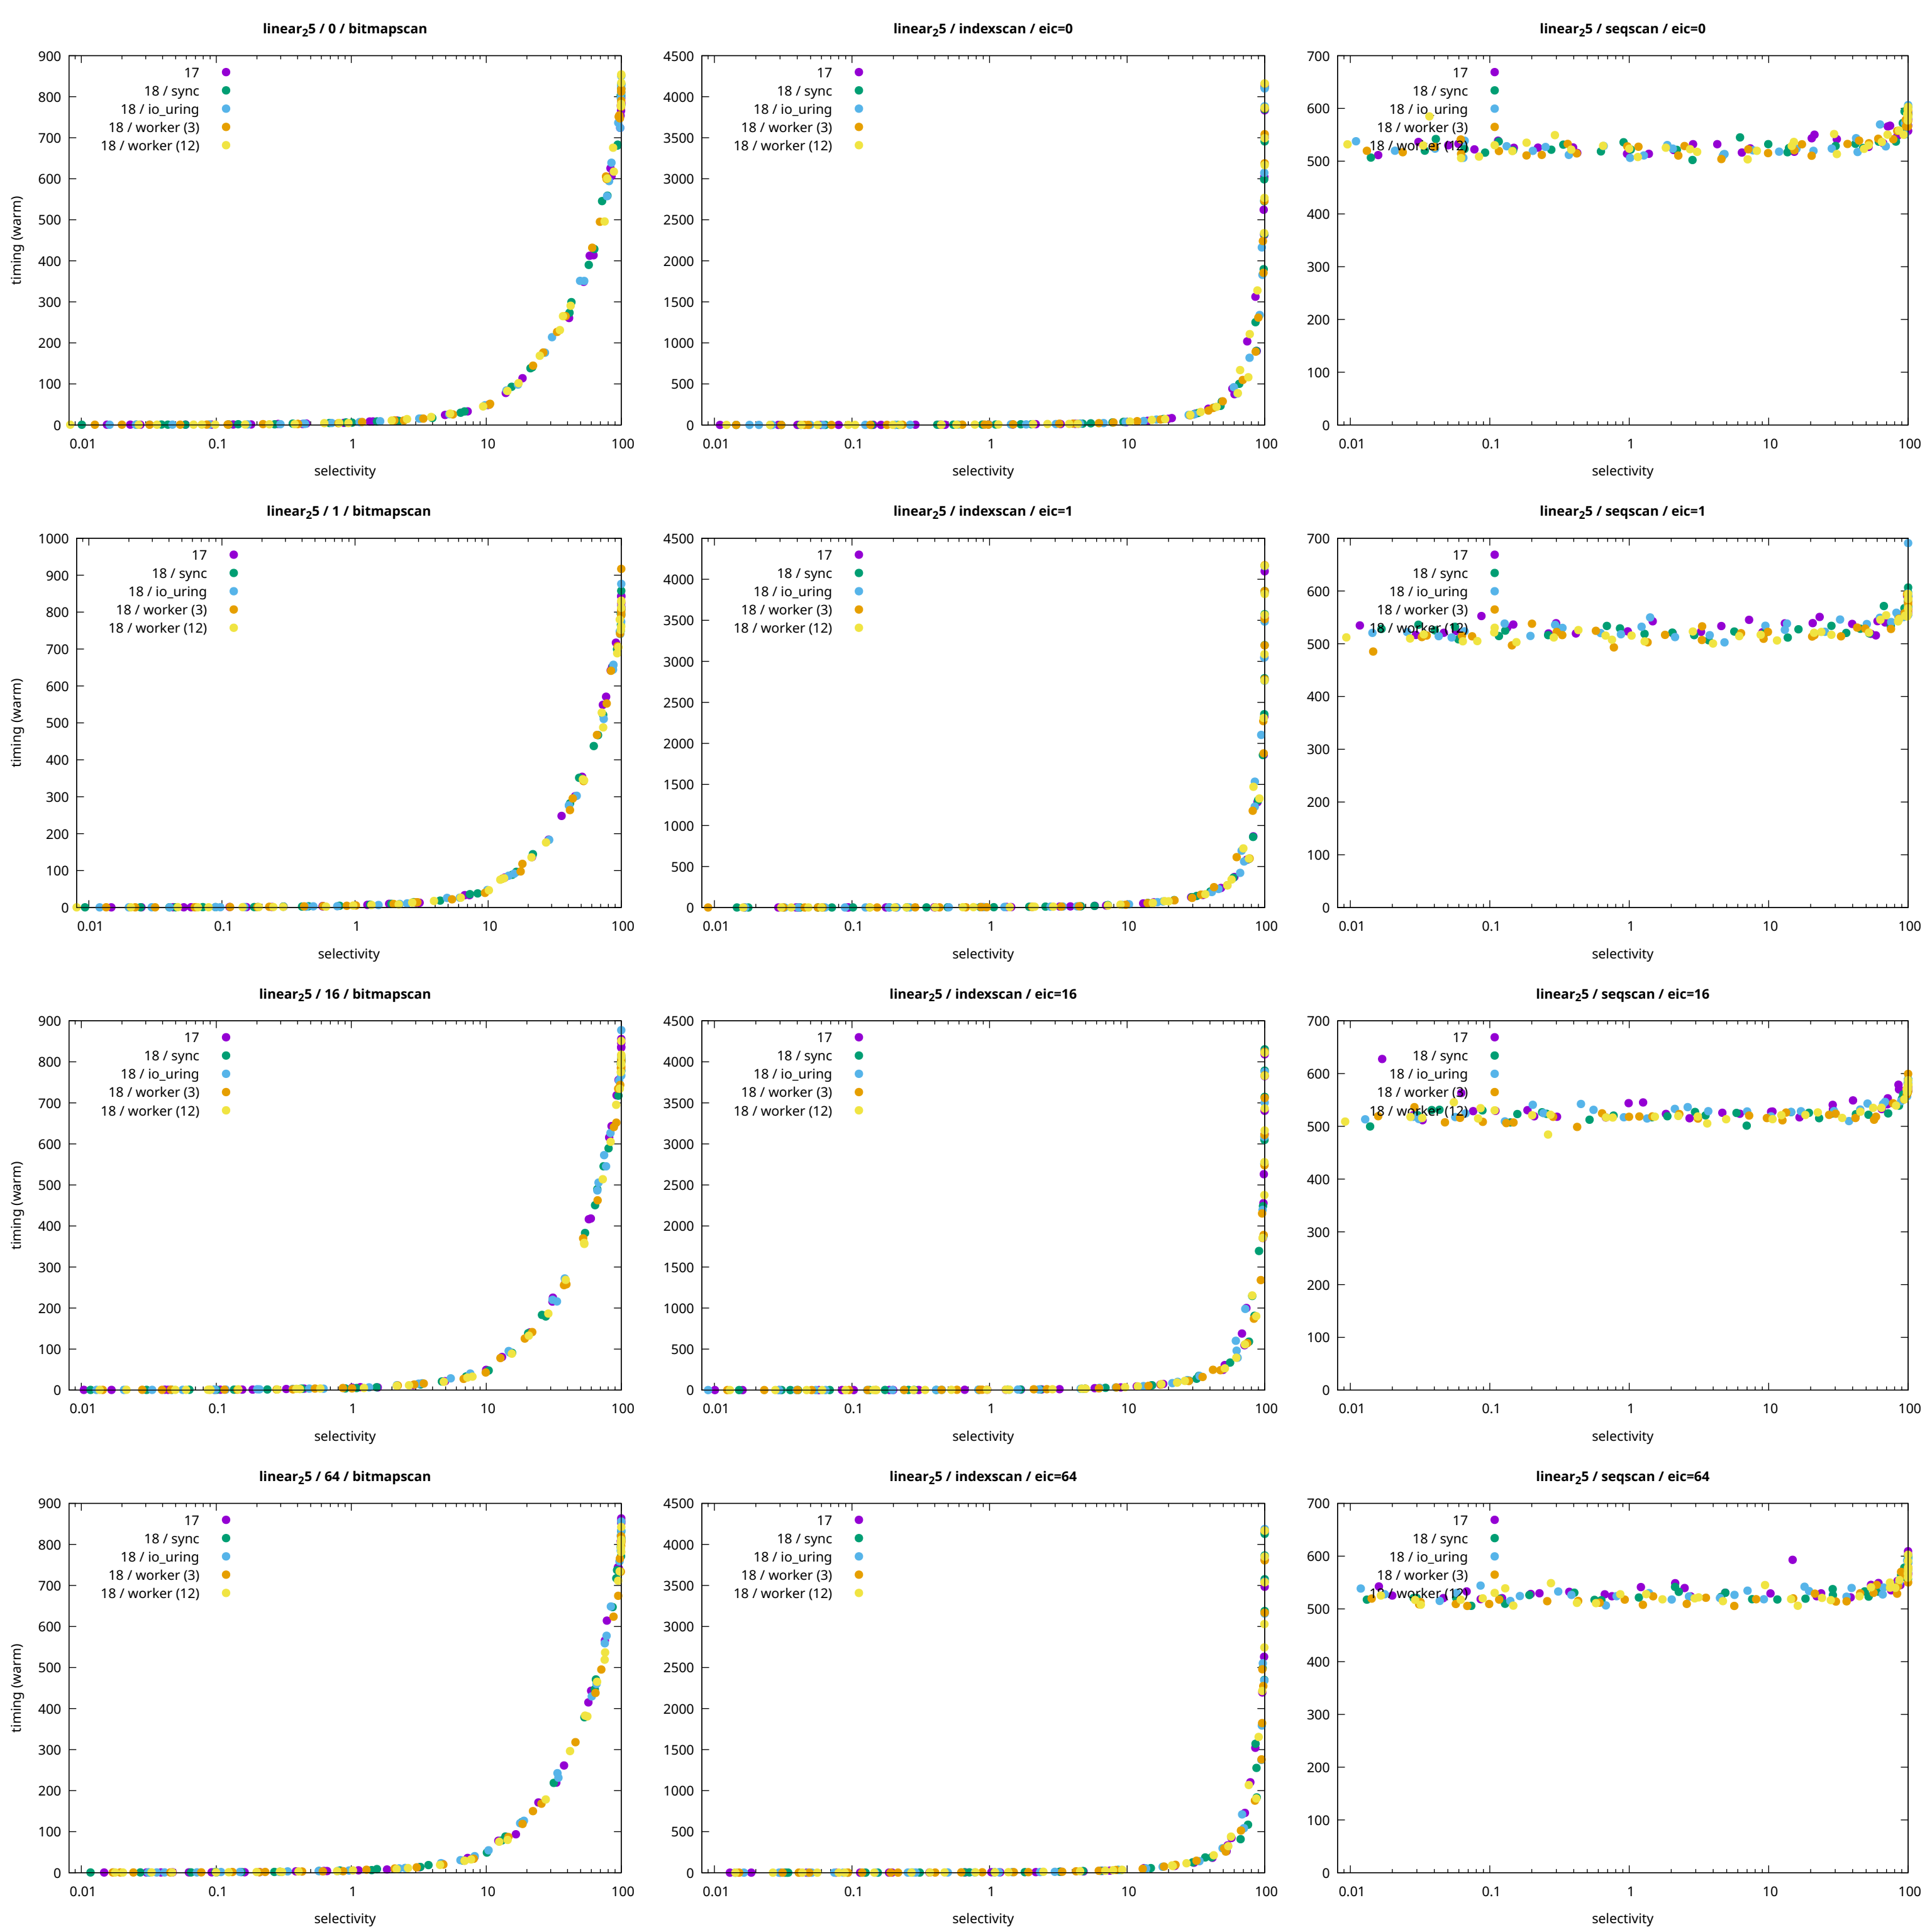 linear25 / 0 / bitmapscan
900
800
700
600
500
400
300
200
100
0
timing (warm)
17
18 / sync
18 / io_uring
18 / worker (3)
18 / worker (12)
0.01 0.1 1 10 100
selectivity
linear25 / indexscan / eic=0
4500
4000
3500
3000
2500
2000
1500
1000
500
0
17
18 / sync
18 / io_uring
18 / worker (3)
18 / worker (12)
0.01 0.1 1 10 100
selectivity
linear25 / seqscan / eic=0
700
600
500
400
300
200
100
0
17
18 / sync
18 / io_uring
18 / worker (3)
18 / worker (12)
0.01 0.1 1 10 100
selectivity
linear25 / 1 / bitmapscan
1000
900
800
700
600
500
400
300
200
100
0
timing (warm)
17
18 / sync
18 / io_uring
18 / worker (3)
18 / worker (12)
0.01 0.1 1 10 100
selectivity
linear25 / indexscan / eic=1
4500
4000
3500
3000
2500
2000
1500
1000
500
0
17
18 / sync
18 / io_uring
18 / worker (3)
18 / worker (12)
0.01 0.1 1 10 100
selectivity
linear25 / seqscan / eic=1
700
600
500
400
300
200
100
0
17
18 / sync
18 / io_uring
18 / worker (3)
18 / worker (12)
0.01 0.1 1 10 100
selectivity
linear25 / 16 / bitmapscan
900
800
700
600
500
400
300
200
100
0
timing (warm)
17
18 / sync
18 / io_uring
18 / worker (3)
18 / worker (12)
0.01 0.1 1 10 100
selectivity
linear25 / indexscan / eic=16
4500
4000
3500
3000
2500
2000
1500
1000
500
0
17
18 / sync
18 / io_uring
18 / worker (3)
18 / worker (12)
0.01 0.1 1 10 100
selectivity
linear25 / seqscan / eic=16
700
600
500
400
300
200
100
0
17
18 / sync
18 / io_uring
18 / worker (3)
18 / worker (12)
0.01 0.1 1 10 100
selectivity
linear25 / 64 / bitmapscan
900
800
700
600
500
400
300
200
100
0
timing (warm)
17
18 / sync
18 / io_uring
18 / worker (3)
18 / worker (12)
0.01 0.1 1 10 100
selectivity
linear25 / indexscan / eic=64
4500
4000
3500
3000
2500
2000
1500
1000
500
0
17
18 / sync
18 / io_uring
18 / worker (3)
18 / worker (12)
0.01 0.1 1 10 100
selectivity
linear25 / seqscan / eic=64
700
600
500
400
300
200
100
0
17
18 / sync
18 / io_uring
18 / worker (3)
18 / worker (12)
0.01 0.1 1 10 100
selectivity